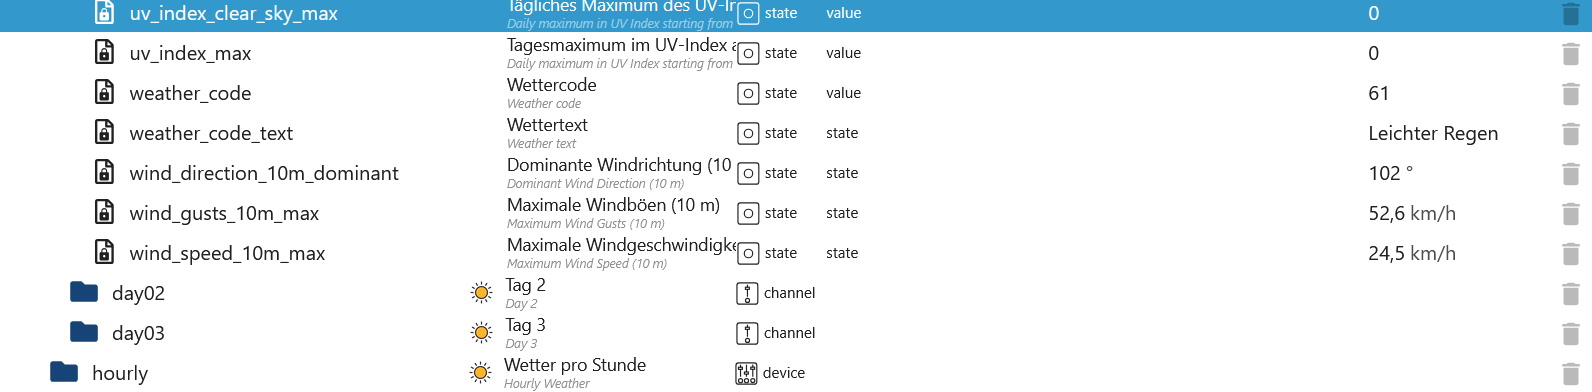 uv_index_clear_sky_max Tägliches Maximum des UV-In state value 0
Daily maximum in UV Index starting from
uv_index_max Tagesmaximum im UV-Index a state value 0
Daily maximum in UV Index starting from
weather_code Wettercode state value 61
Weather code
weather_code_text Wettertext state state Leichter Regen
Weather text
wind_direction_10m_dominant Dominante Windrichtung (10 state state 102 °
Dominant Wind Direction (10 m)
wind_gusts_10m_max Maximale Windböen (10 m) state state 52,6 km/h
Maximum Wind Gusts (10 m)
wind_speed_10m_max Maximale Windgeschwindigke state state 24,5 km/h
Maximum Wind Speed (10 m)
day02 Tag 2 channel
Day 2
day03 Tag 3 channel
Day 3
hourly Wetter pro Stunde device
Hourly Weather